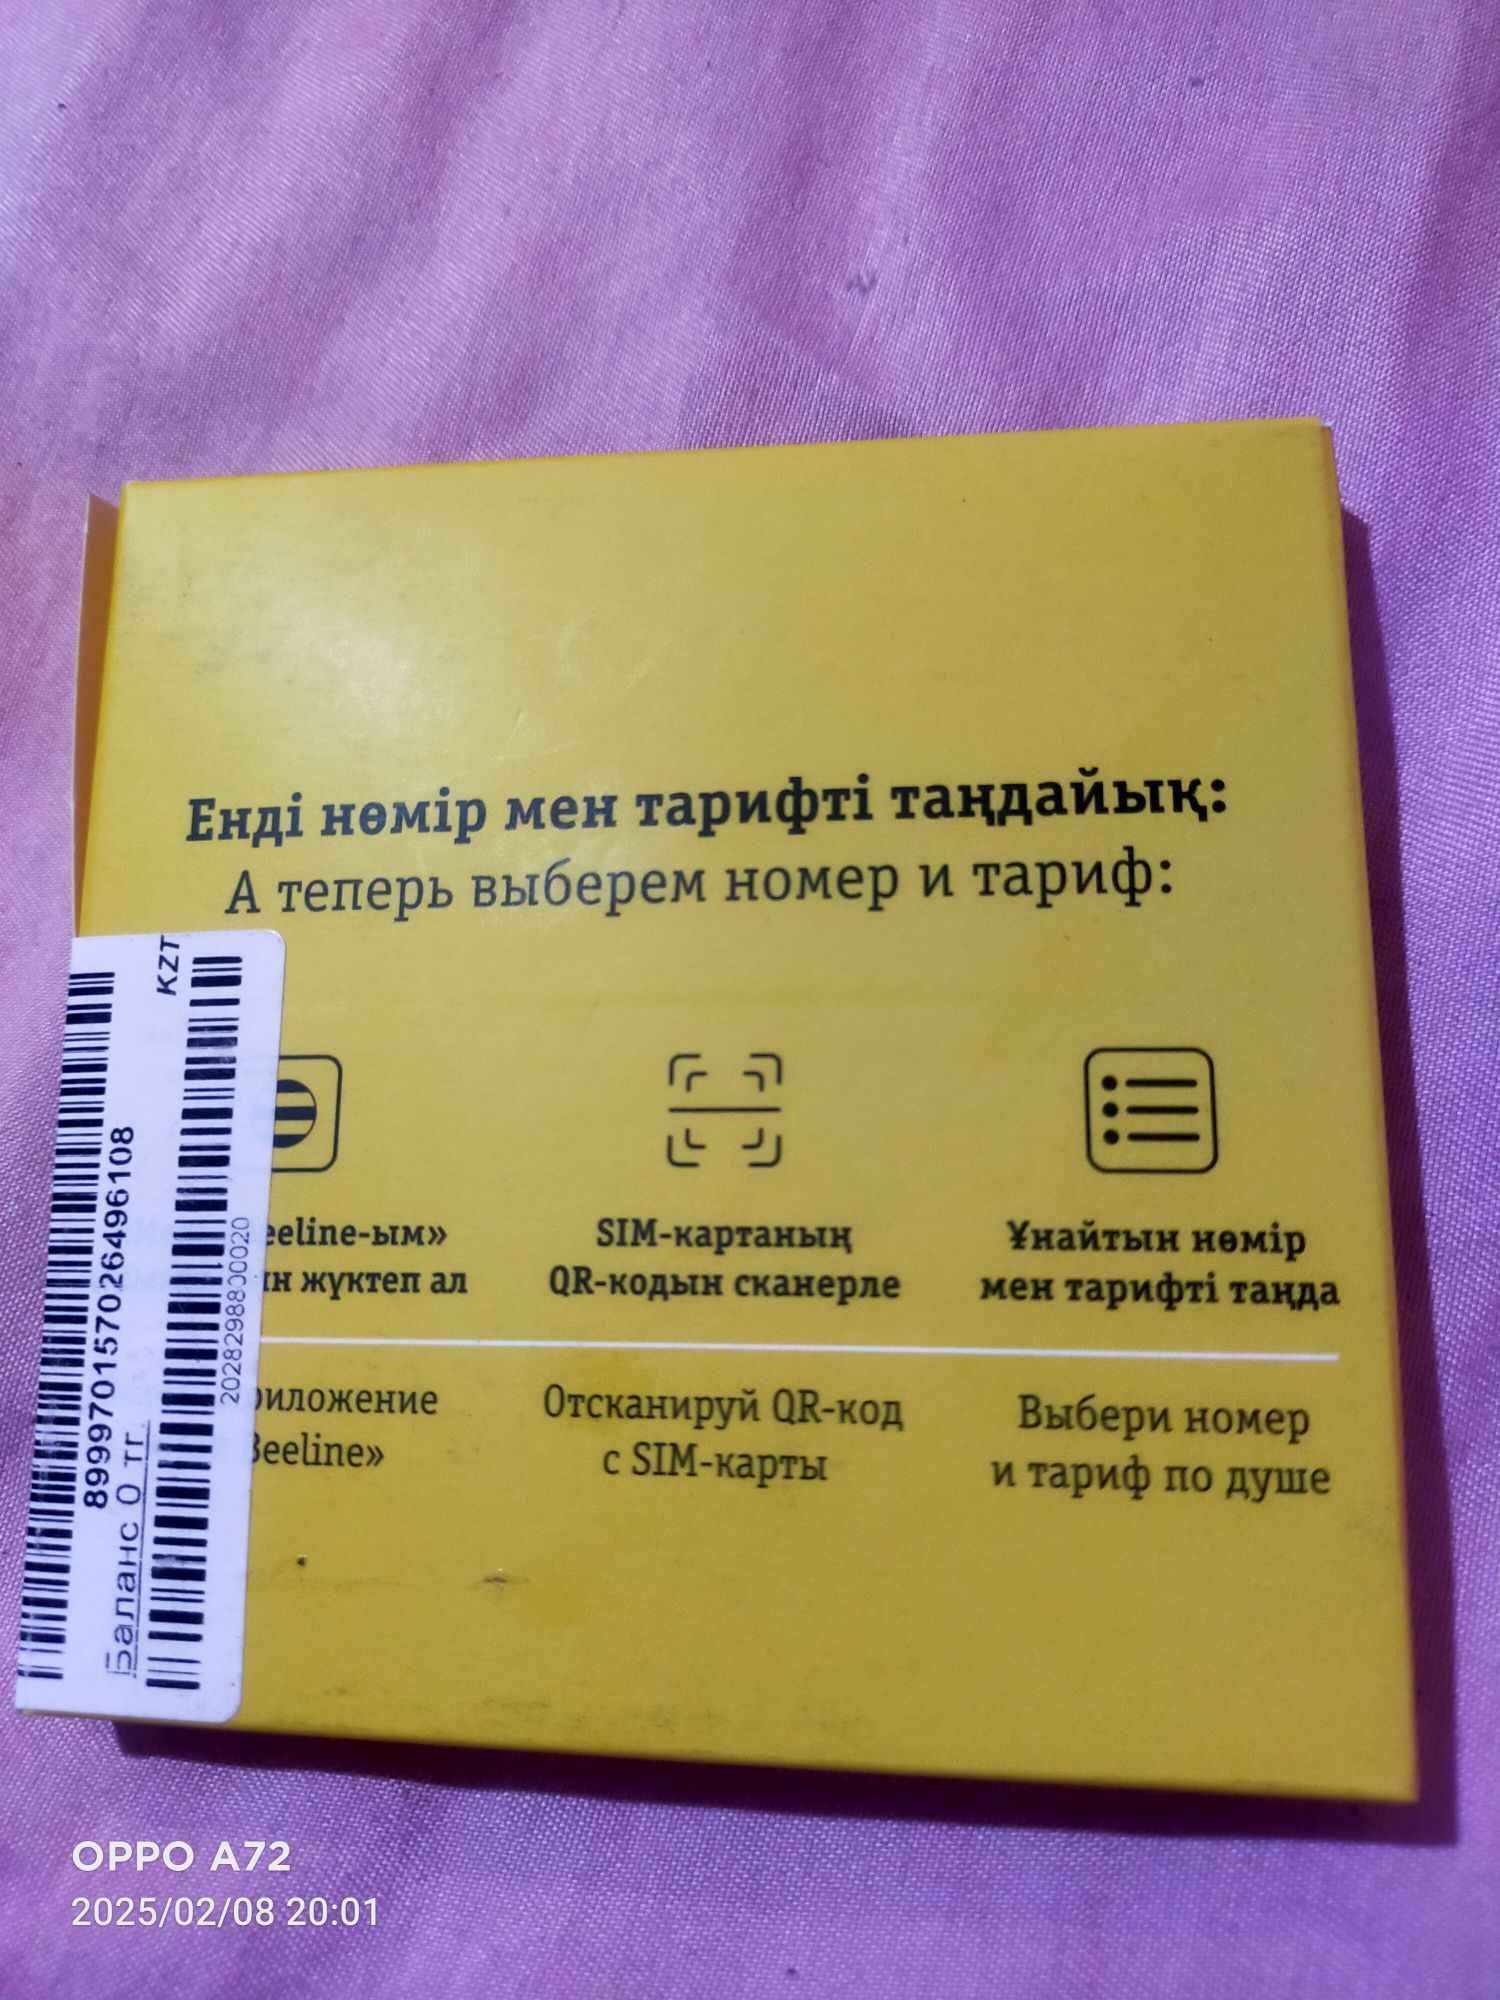 Енді нөмір мен тарифті таңдайық:
А теперь выберем номер и тариф:
KZT
899970157026496108
Баланс 0 тг.
2028298800020
eeline-ым»
н жүктеп ал
SIM-картаның
QR-кодын сканерле
Ұнайтын нөмір
мен тарифті таңда
риложение
Beeline»
Отсканируй QR-код
с SIM-карты
Выбери номер
и тариф по душе
OPPO A72
2025/02/08 20:01